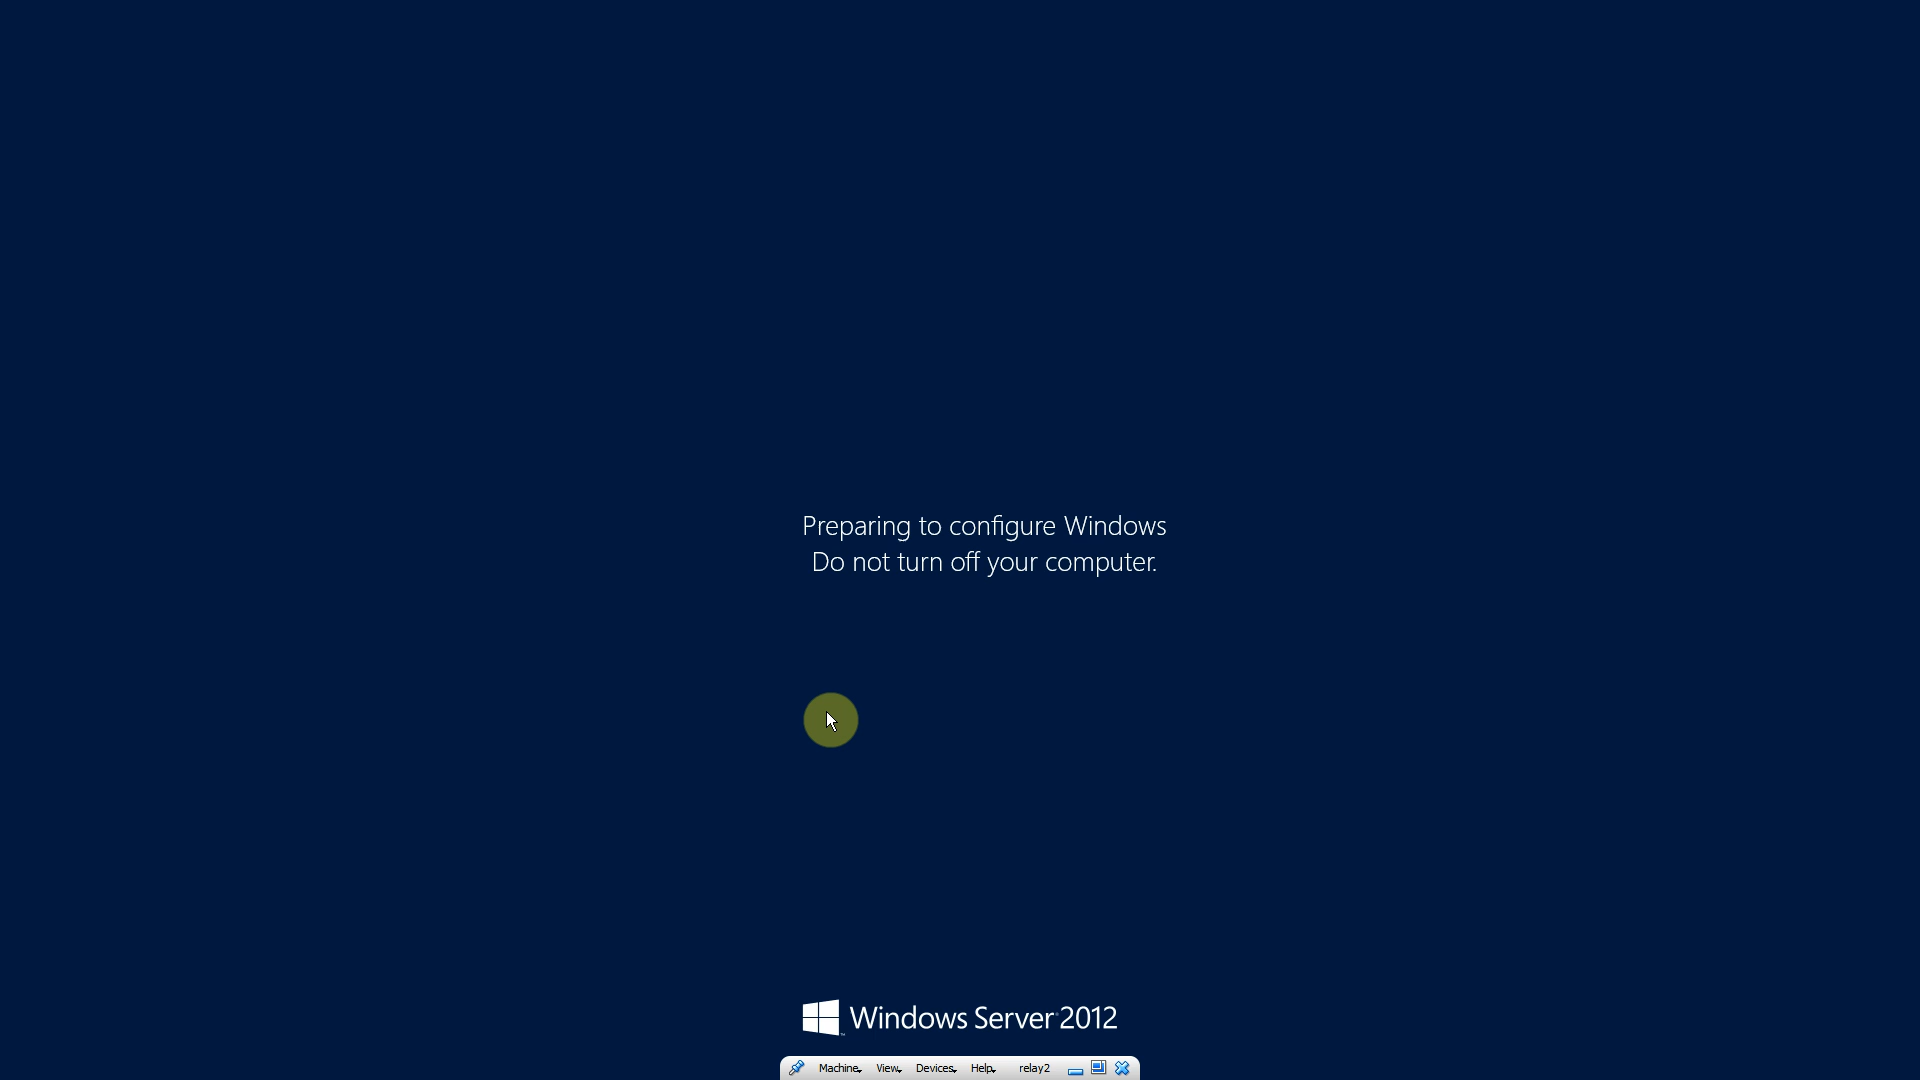 Preparing to configure Windows
Do not turn off your computer.
Windows Server 2012
Machine View Devices Help relay2